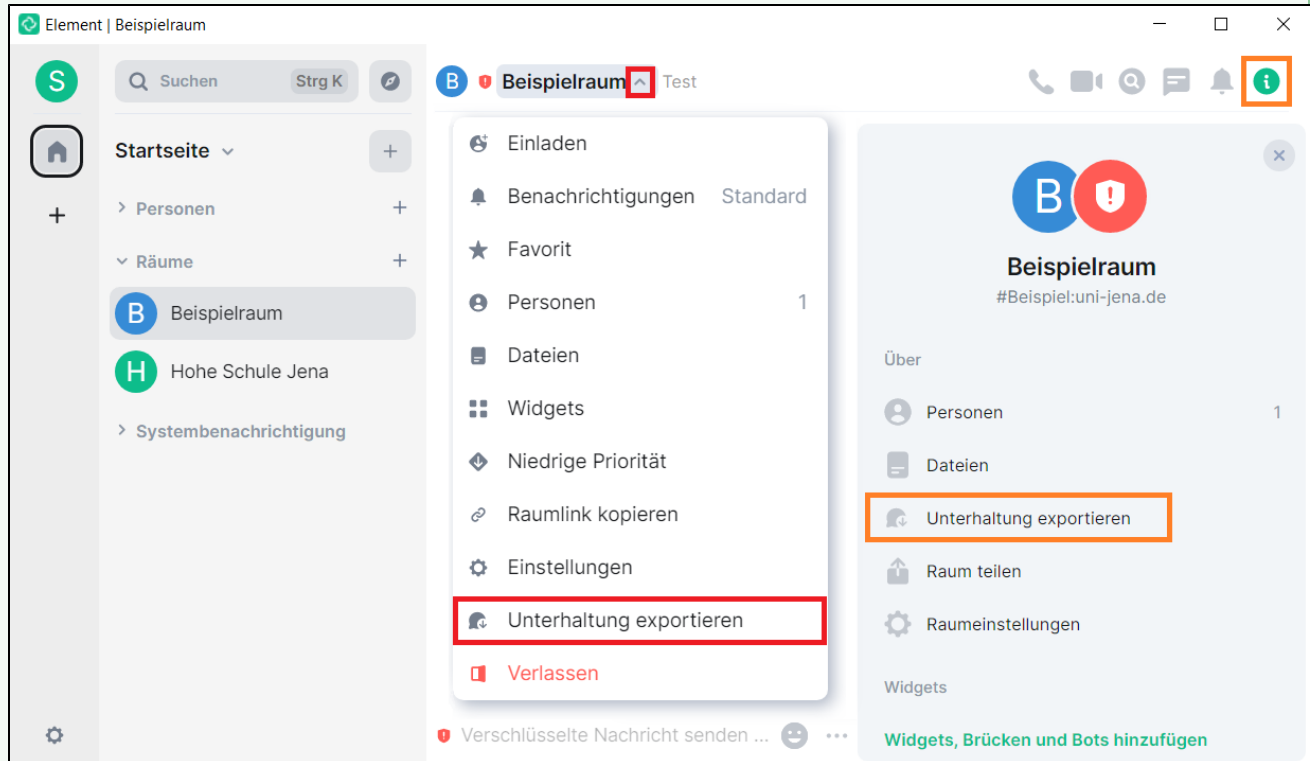 Element | Beispielraum
S
Suchen
Strg K
Startseite
Personen
Räume
B
Beispielraum
H
Hohe Schule Jena
Systembenachrichtigung
B
Beispielraum
Test
Einladen
Benachrichtigungen Standard
Favorit
Personen 1
Dateien
Widgets
Niedrige Priorität
Raumlink kopieren
Einstellungen
Unterhaltung exportieren
Verlassen
Verschlüsselte Nachricht senden ...
B
Beispielraum
#Beispiel:uni-jena.de
Über
Personen 1
Dateien
Unterhaltung exportieren
Raum teilen
Raumeinstellungen
Widgets
Widgets, Brücken und Bots hinzufügen